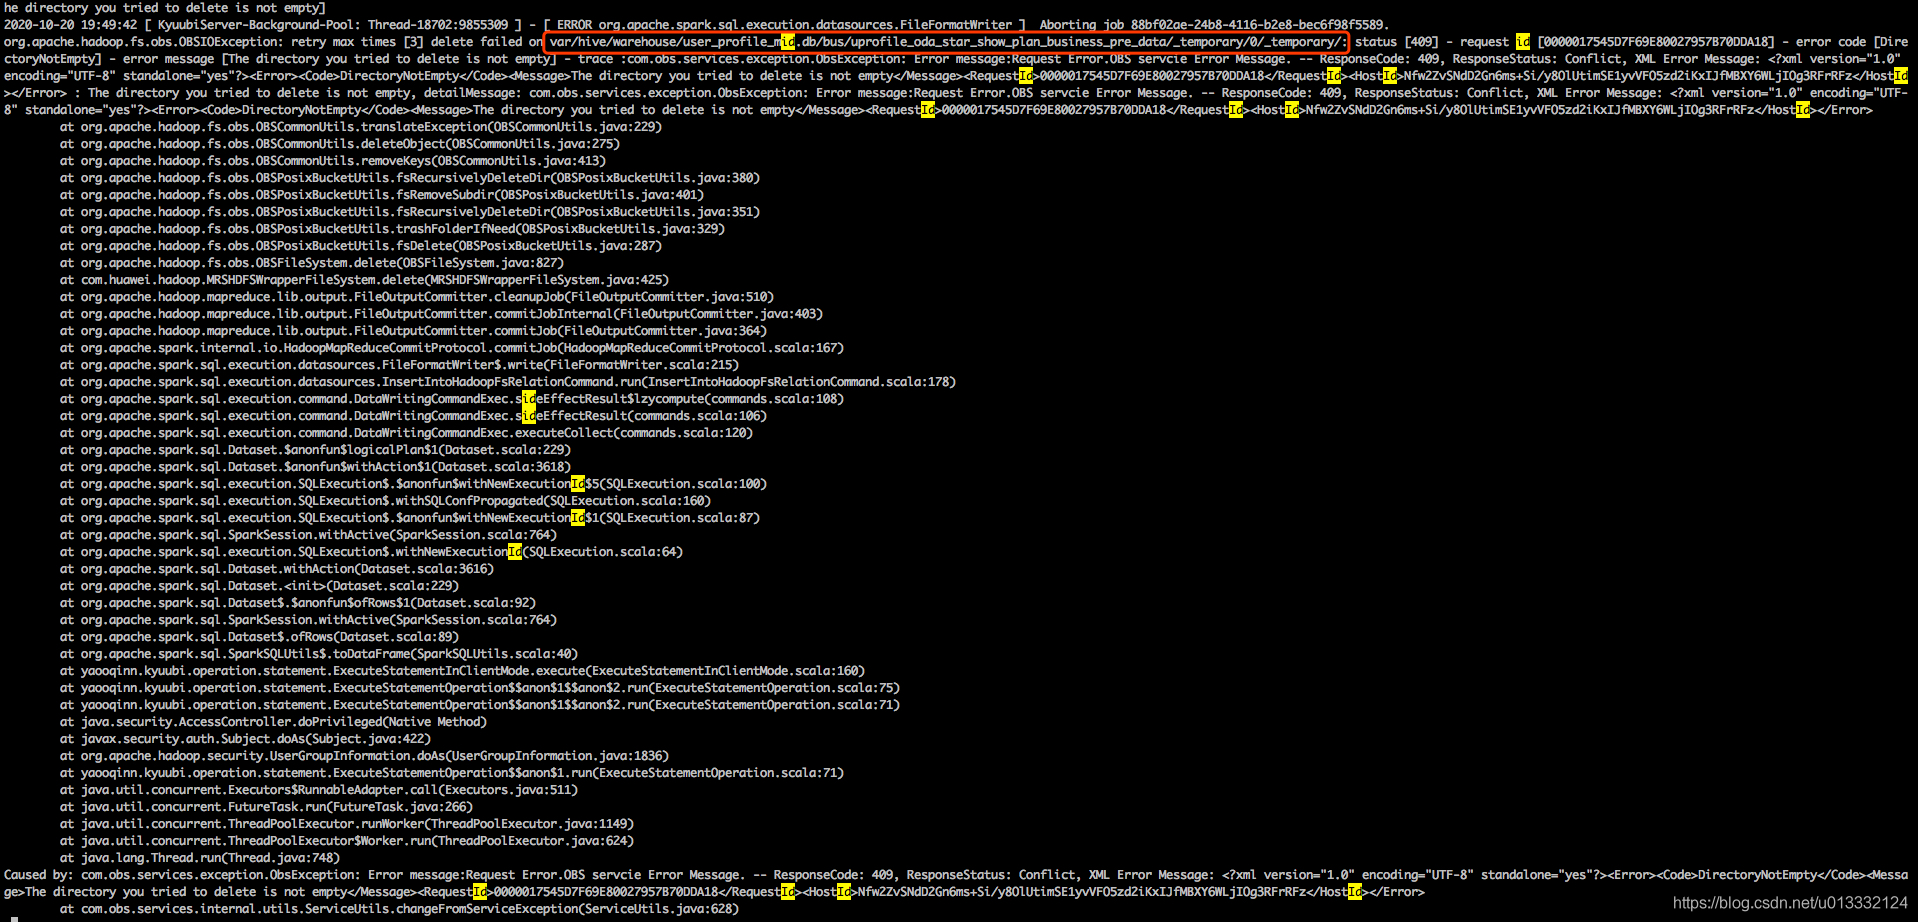 he directory you tried to delete is not empty]
2020-10-20 19:49:42 [ KyuubiServer-Background-Pool: Thread-18702:9855309 ] - [ ERROR org.apache.spark.sql.execution.datasources.FileFormatWriter ]  Aborting job 88bf02ae-24b8-4116-b2e8-bec6f98f5589.
org.apache.hadoop.fs.obs.OBSIOException: retry max times [3] delete failed on var/hive/warehouse/user_profile_mid.db/bus/uprofile_oda_star_show_plan_business_pre_data/_temporary/0/_temporary/: status [409] - request id [0000017545D7F69E80027957B70DDA18] - error code [Dire
ctoryNotEmpty] - error message [The directory you tried to delete is not empty] - trace :com.obs.services.exception.ObsException: Error message:Request Error.OBS servcie Error Message. -- ResponseCode: 409, ResponseStatus: Conflict, XML Error Message: <?xml version="1.0" 
encoding="UTF-8" standalone="yes"?><Error><Code>DirectoryNotEmpty</Code><Message>The directory you tried to delete is not empty</Message><RequestId>0000017545D7F69E80027957B70DDA18</RequestId><HostId>Nfw2ZvSNdD2Gn6ms+Si/y8OlUtimSE1yvVFO5zd2iKxIJfMBXY6WLjIOg3RFrRFz</HostId
></Error> : The directory you tried to delete is not empty, detailMessage: com.obs.services.exception.ObsException: Error message:Request Error.OBS servcie Error Message. -- ResponseCode: 409, ResponseStatus: Conflict, XML Error Message: <?xml version="1.0" encoding="UTF-
8" standalone="yes"?><Error><Code>DirectoryNotEmpty</Code><Message>The directory you tried to delete is not empty</Message><RequestId>0000017545D7F69E80027957B70DDA18</RequestId><HostId>Nfw2ZvSNdD2Gn6ms+Si/y8OlUtimSE1yvVFO5zd2iKxIJfMBXY6WLjIOg3RFrRFz</HostId></Error>
at org.apache.hadoop.fs.obs.OBSCommonUtils.translateException(OBSCommonUtils.java:229)
at org.apache.hadoop.fs.obs.OBSCommonUtils.deleteObject(OBSCommonUtils.java:275)
at org.apache.hadoop.fs.obs.OBSCommonUtils.removeKeys(OBSCommonUtils.java:413)
at org.apache.hadoop.fs.obs.OBSPosixBucketUtils.fsRecursivelyDeleteDir(OBSPosixBucketUtils.java:380)
at org.apache.hadoop.fs.obs.OBSPosixBucketUtils.fsRemoveSubdir(OBSPosixBucketUtils.java:401)
at org.apache.hadoop.fs.obs.OBSPosixBucketUtils.fsRecursivelyDeleteDir(OBSPosixBucketUtils.java:351)
at org.apache.hadoop.fs.obs.OBSPosixBucketUtils.trashFolderIfNeed(OBSPosixBucketUtils.java:329)
at org.apache.hadoop.fs.obs.OBSPosixBucketUtils.fsDelete(OBSPosixBucketUtils.java:287)
at org.apache.hadoop.fs.obs.OBSFileSystem.delete(OBSFileSystem.java:827)
at com.huawei.hadoop.MRSHDFSWrapperFileSystem.delete(MRSHDFSWrapperFileSystem.java:425)
at org.apache.hadoop.mapreduce.lib.output.FileOutputCommitter.cleanupJob(FileOutputCommitter.java:510)
at org.apache.hadoop.mapreduce.lib.output.FileOutputCommitter.commitJobInternal(FileOutputCommitter.java:403)
at org.apache.hadoop.mapreduce.lib.output.FileOutputCommitter.commitJob(FileOutputCommitter.java:364)
at org.apache.spark.internal.io.HadoopMapReduceCommitProtocol.commitJob(HadoopMapReduceCommitProtocol.scala:167)
at org.apache.spark.sql.execution.datasources.FileFormatWriter$.write(FileFormatWriter.scala:215)
at org.apache.spark.sql.execution.datasources.InsertIntoHadoopFsRelationCommand.run(InsertIntoHadoopFsRelationCommand.scala:178)
at org.apache.spark.sql.execution.command.DataWritingCommandExec.sideEffectResult$lzycompute(commands.scala:108)
at org.apache.spark.sql.execution.command.DataWritingCommandExec.sideEffectResult(commands.scala:106)
at org.apache.spark.sql.execution.command.DataWritingCommandExec.executeCollect(commands.scala:120)
at org.apache.spark.sql.Dataset.$anonfun$logicalPlan$1(Dataset.scala:229)
at org.apache.spark.sql.Dataset.$anonfun$withAction$1(Dataset.scala:3618)
at org.apache.spark.sql.execution.SQLExecution$.$anonfun$withNewExecutionId$5(SQLExecution.scala:100)
at org.apache.spark.sql.execution.SQLExecution$.withSQLConfPropagated(SQLExecution.scala:160)
at org.apache.spark.sql.execution.SQLExecution$.$anonfun$withNewExecutionId$1(SQLExecution.scala:87)
at org.apache.spark.sql.SparkSession.withActive(SparkSession.scala:764)
at org.apache.spark.sql.execution.SQLExecution$.withNewExecutionId(SQLExecution.scala:64)
at org.apache.spark.sql.Dataset.withAction(Dataset.scala:3616)
at org.apache.spark.sql.Dataset.<init>(Dataset.scala:229)
at org.apache.spark.sql.Dataset$.$anonfun$ofRows$1(Dataset.scala:92)
at org.apache.spark.sql.SparkSession.withActive(SparkSession.scala:764)
at org.apache.spark.sql.Dataset$.ofRows(Dataset.scala:89)
at org.apache.spark.sql.SparkSQLUtils$.toDataFrame(SparkSQLUtils.scala:40)
at yaooqinn.kyuubi.operation.statement.ExecuteStatementInClientMode.execute(ExecuteStatementInClientMode.scala:160)
at yaooqinn.kyuubi.operation.statement.ExecuteStatementOperation$$anon$1$$anon$2.run(ExecuteStatementOperation.scala:75)
at yaooqinn.kyuubi.operation.statement.ExecuteStatementOperation$$anon$1$$anon$2.run(ExecuteStatementOperation.scala:71)
at java.security.AccessController.doPrivileged(Native Method)
at javax.security.auth.Subject.doAs(Subject.java:422)
at org.apache.hadoop.security.UserGroupInformation.doAs(UserGroupInformation.java:1836)
at yaooqinn.kyuubi.operation.statement.ExecuteStatementOperation$$anon$1.run(ExecuteStatementOperation.scala:71)
at java.util.concurrent.Executors$RunnableAdapter.call(Executors.java:511)
at java.util.concurrent.FutureTask.run(FutureTask.java:266)
at java.util.concurrent.ThreadPoolExecutor.runWorker(ThreadPoolExecutor.java:1149)
at java.util.concurrent.ThreadPoolExecutor$Worker.run(ThreadPoolExecutor.java:624)
at java.lang.Thread.run(Thread.java:748)
Caused by: com.obs.services.exception.ObsException: Error message:Request Error.OBS servcie Error Message. -- ResponseCode: 409, ResponseStatus: Conflict, XML Error Message: <?xml version="1.0" encoding="UTF-8" standalone="yes"?><Error><Code>DirectoryNotEmpty</Code><Messa
ge>The directory you tried to delete is not empty</Message><RequestId>0000017545D7F69E80027957B70DDA18</RequestId><HostId>Nfw2ZvSNdD2Gn6ms+Si/y8OlUtimSE1yvVFO5zd2iKxIJfMBXY6WLjIOg3RFrRFz</HostId></Error>
at com.obs.services.internal.utils.ServiceUtils.changeFromServiceException(ServiceUtils.java:628)
https://blog.csdn.net/u013332124